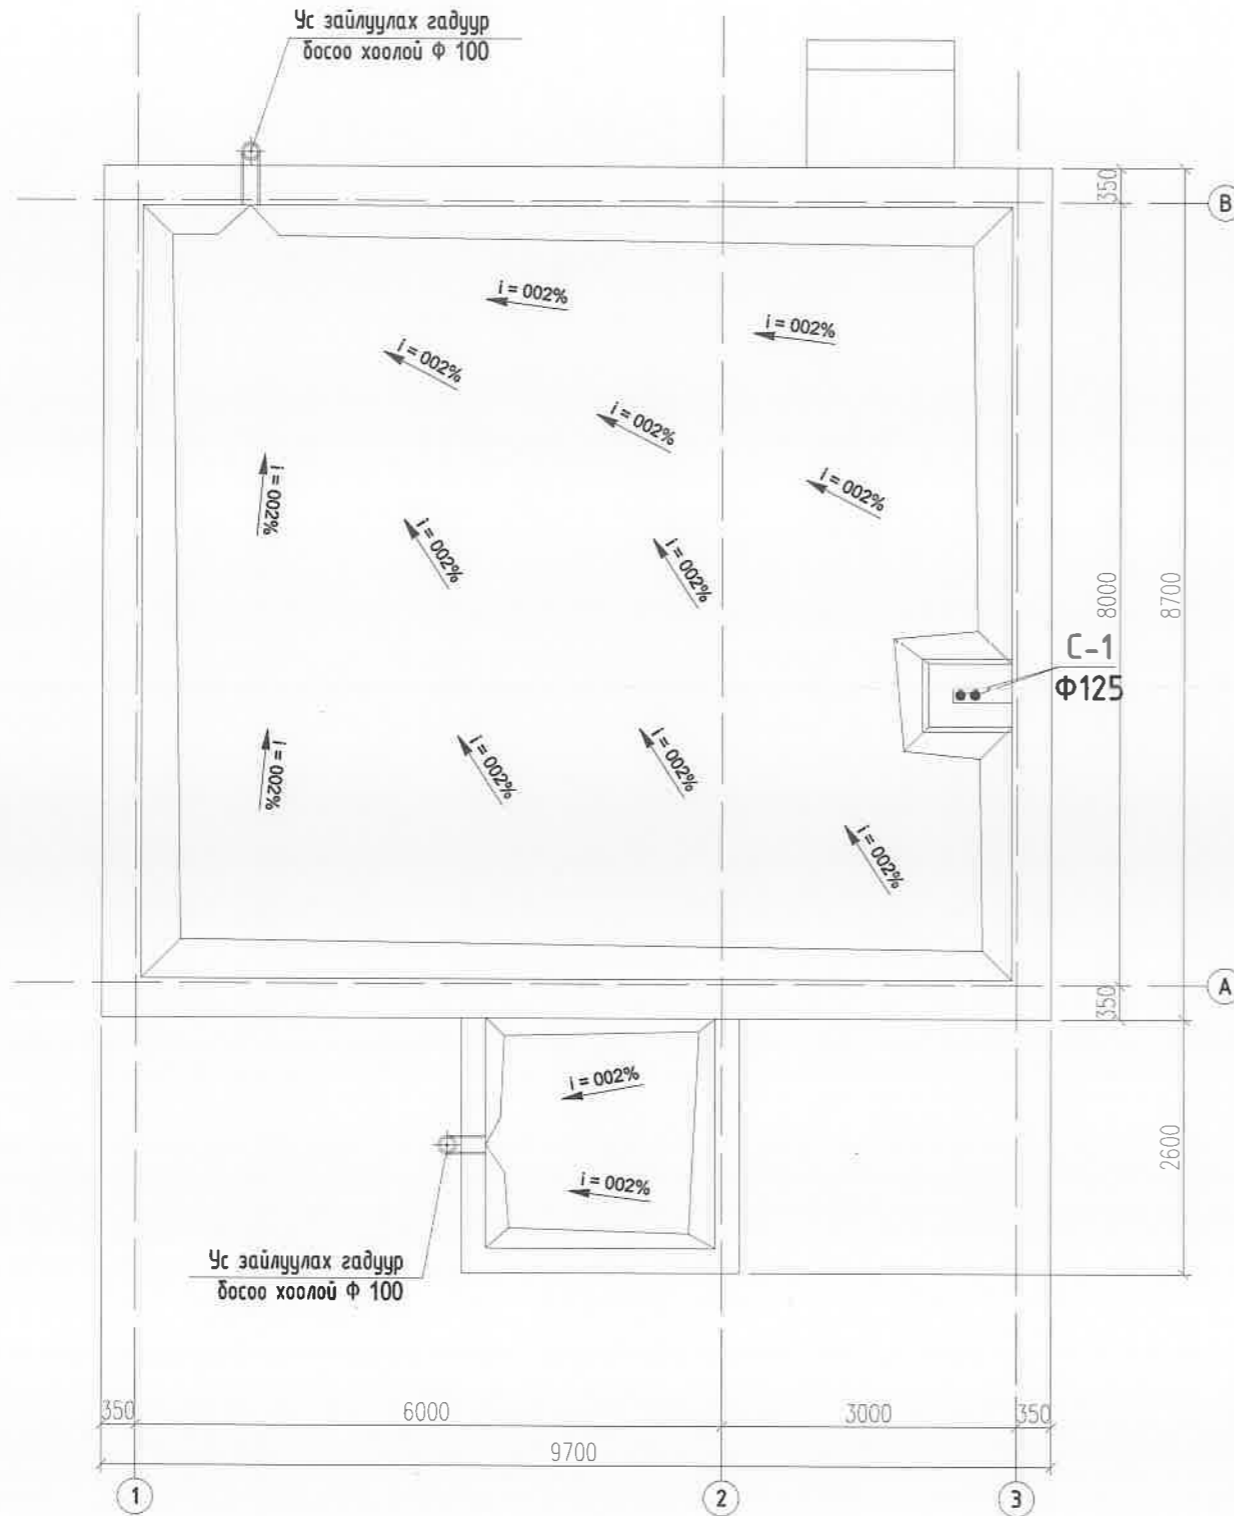 Ус зайлуулах гадуур
босоо хоолой Ф 100
350
B
i = 002%
i = 002%
i = 002%
i = 002%
i = 002%
i = 002%
i = 002%
i = 002%
8000
8700
C-1
Ф125
i = 002%
i = 002%
i = 002%
i = 002%
A
350
i = 002%
2600
i = 002%
Ус зайлуулах гадуур
босоо хоолой Ф 100
350
6000
3000
350
9700
1
2
3